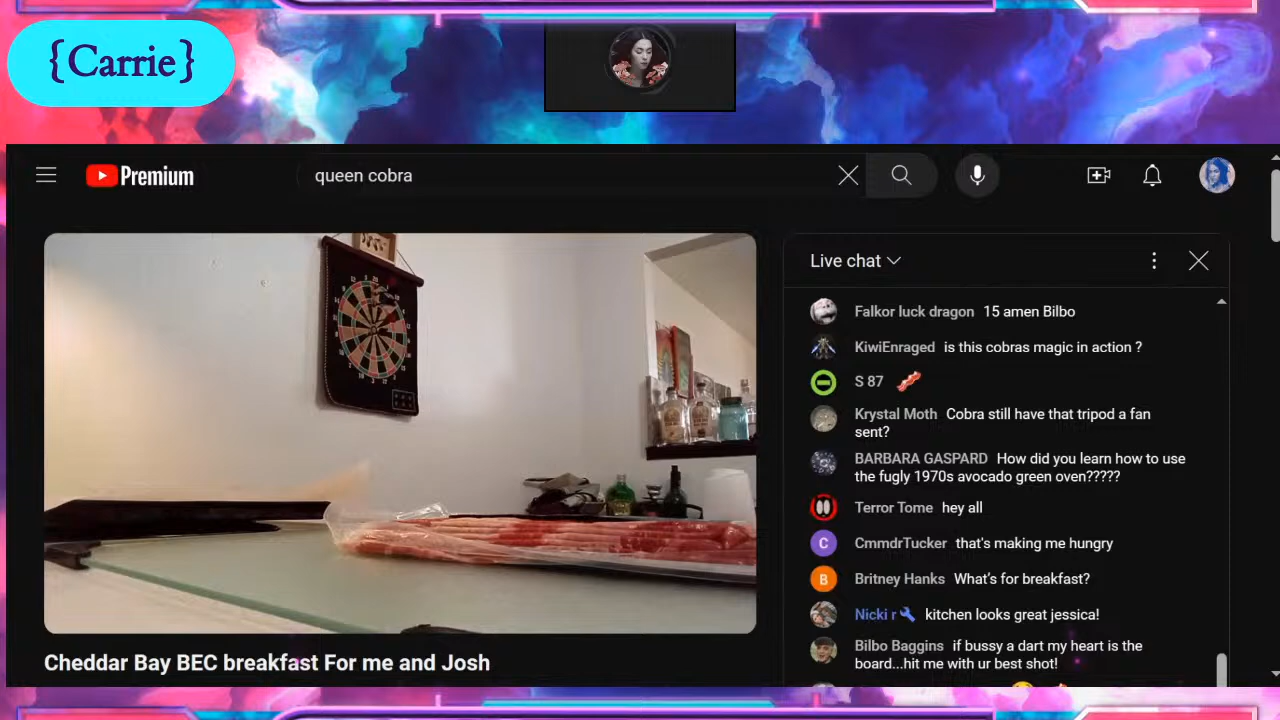 {Carrie}
Premium
queen cobra
Live chat
Falkor luck dragon 15 amen Bilbo
KiwiEnraged is this cobras magic in action ?
S 87
Krystal Moth Cobra still have that tripod a fan
sent?
BARBARA GASPARD How did you learn how to use
the fugly 1970s avocado green oven?????
Terror Tome hey all
C CmmdrTucker that's making me hungry
B Britney Hanks What's for breakfast?
Nicki r kitchen looks great jessica!
Bilbo Baggins if bussy a dart my heart is the
board...hit me with ur best shot!
Cheddar Bay BEC breakfast For me and Josh